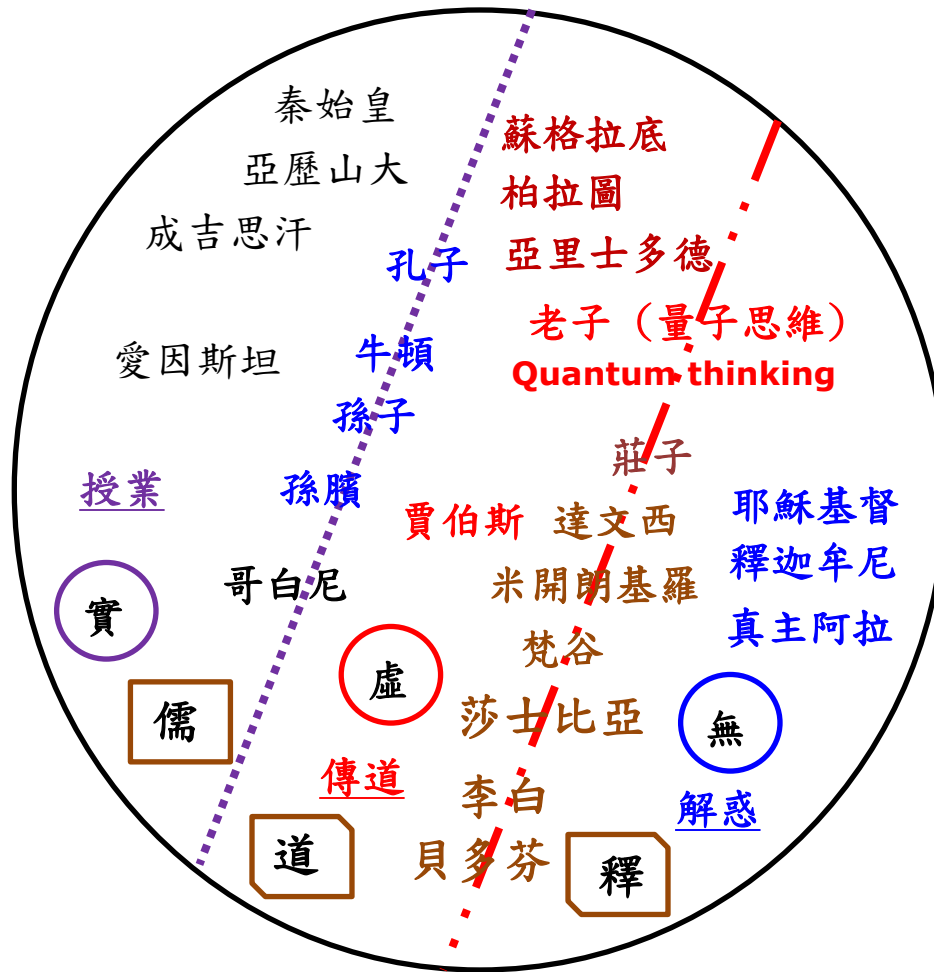 秦始皇
蘇格拉底
亞歷山大
柏拉圖
成吉思汗
孔子
亞里士多德
老子（量子思維）
愛因斯坦
牛頓
Quantum thinking
孫子
莊子
授業
孫臏
賈伯斯
達文西
耶穌基督
釋迦牟尼
哥白尼
米開朗基羅
實
真主阿拉
梵谷
虛
儒
莎士比亞
無
傳道
李白
解惑
道
貝多芬
釋